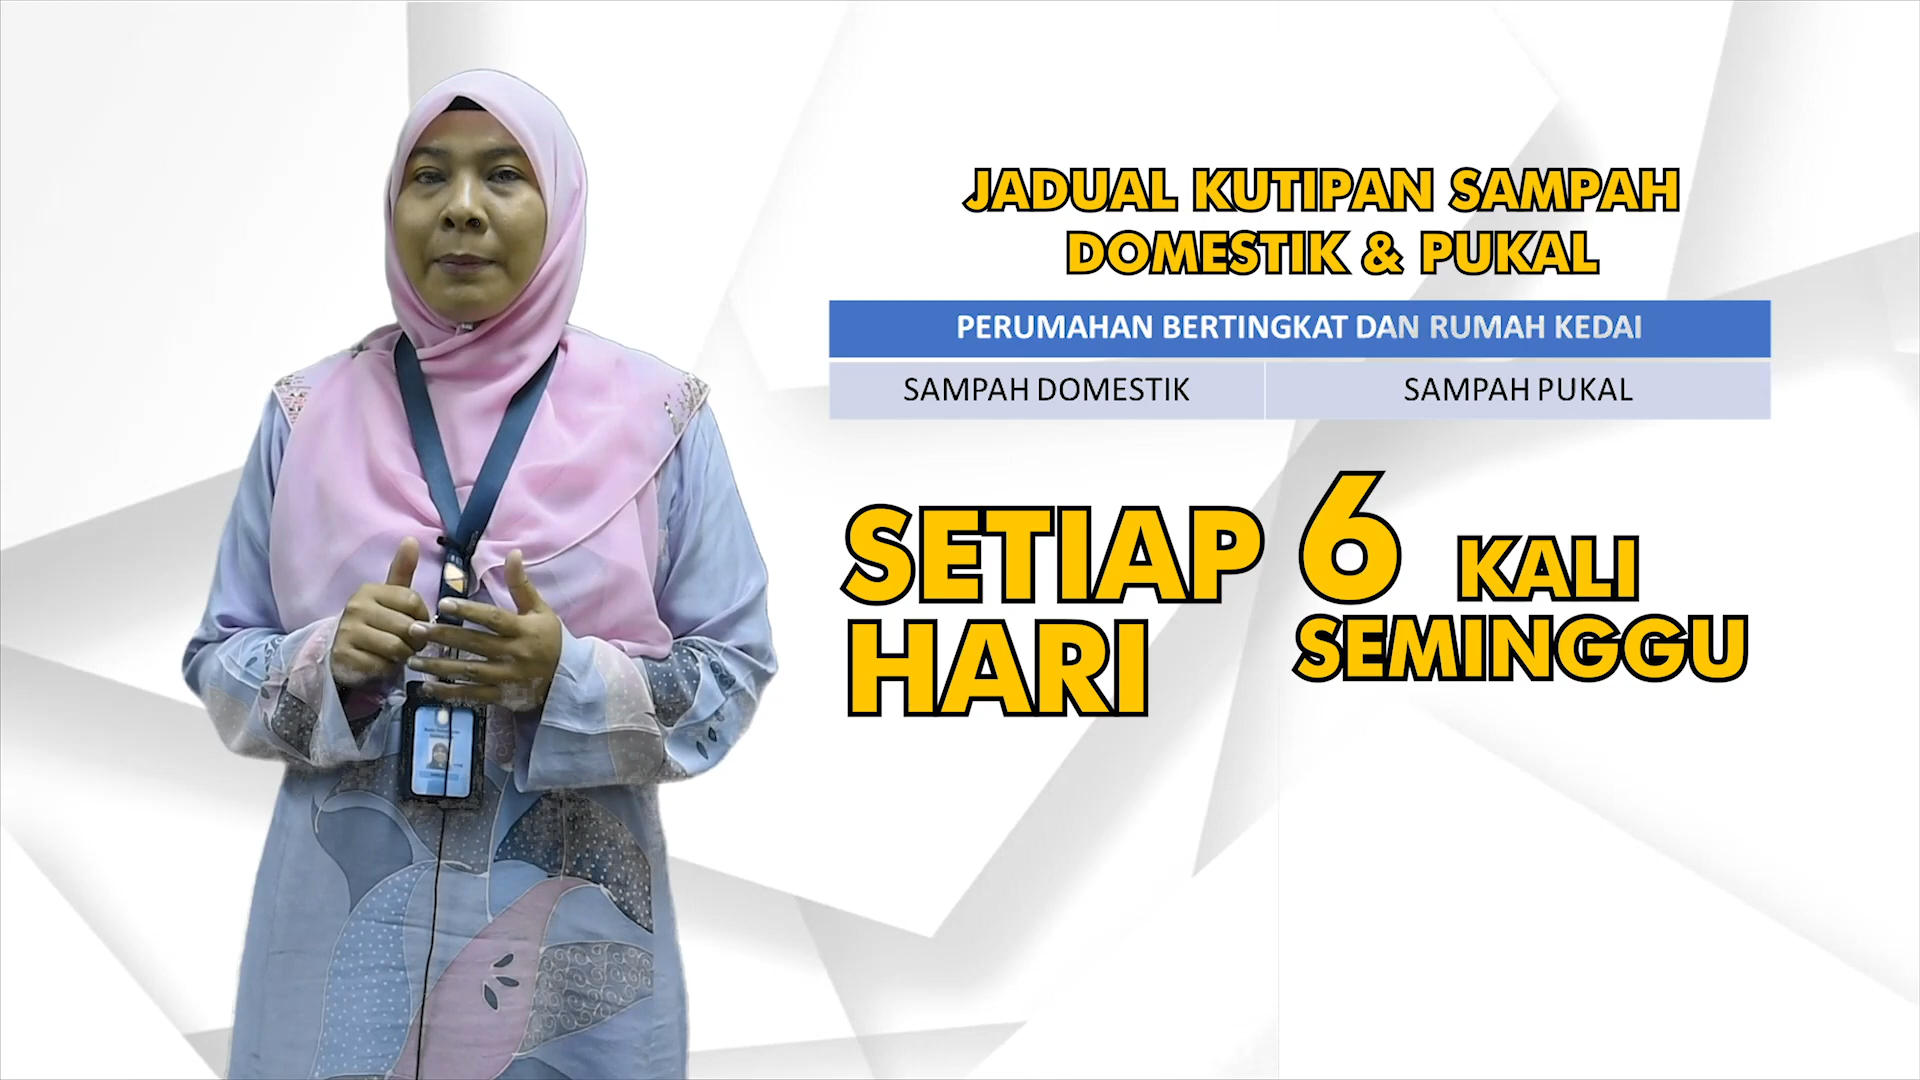 JADUAL KUTIPAN SAMPAH
DOMESTIK & PUKAL
PERUMAHAN BERTINGKAT DAN RUMAH KEDAI
SAMPAH DOMESTIK
SAMPAH PUKAL
SETIAP
HARI
6 KALI
SEMINGGU